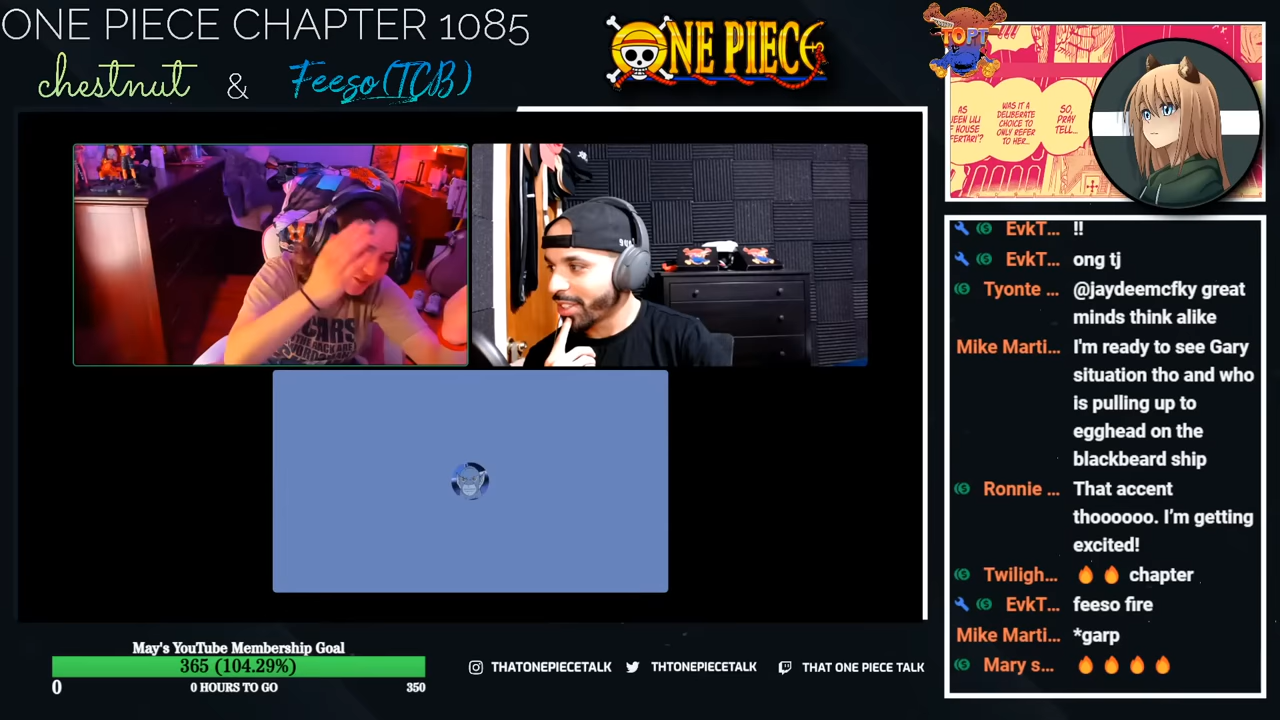 ONE PIECE CHAPTER 1085
chestnut & Feeso(TCB)
ONE PIECE
TOPT
AS
QUEEN ULI
OF HOUSE
FERTARI?
WAS IT A
DELIBERATE
CHOICE TO
ONLY REFER
TO HER...
SO,
PRAY
TELL...
EvkT... !!
EvkT... ong tj
Tyonte ... @jaydeemcfky great
minds think alike
Mike Marti... I'm ready to see Gary
situation tho and who
is pulling up to
egghead on the
blackbeard ship
Ronnie ... That accent
thoooooo. I’m getting
excited!
Twiligh... 🔥 🔥 chapter
EvkT... feeso fire
Mike Marti... *garp
Mary s... 🔥 🔥 🔥 🔥
May's YouTube Membership Goal
365 (104.29%)
0 0 HOURS TO GO 350
THATONEPIECETALK THTONEPIECETALK THAT ONE PIECE TALK